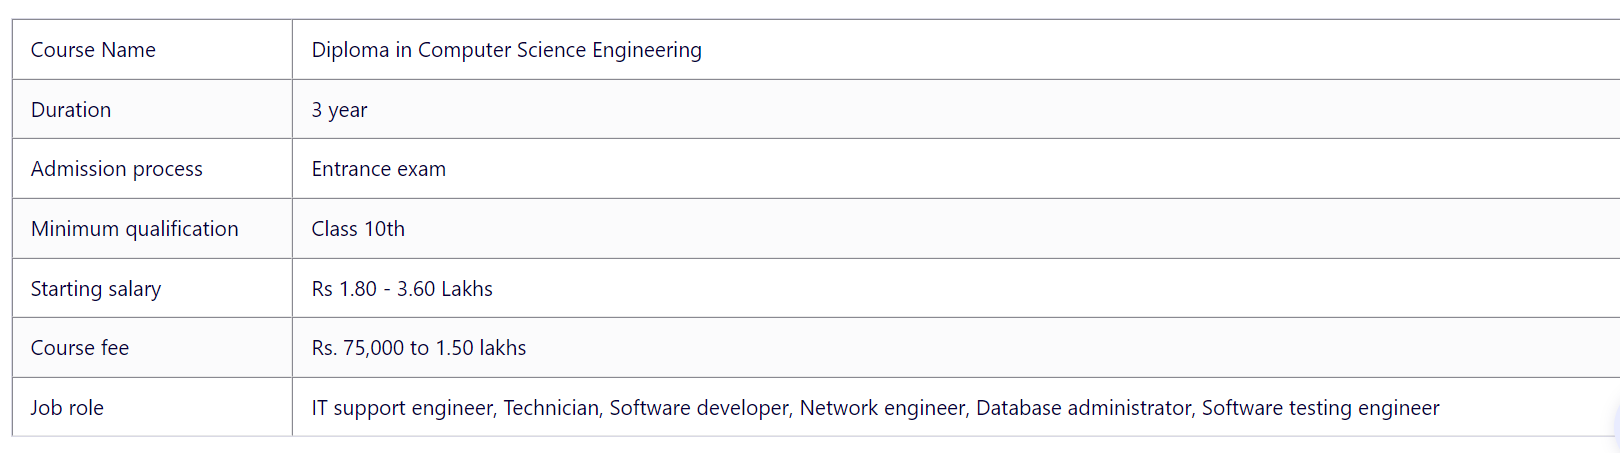 Course Name Diploma in Computer Science Engineering
Duration 3 year
Admission process Entrance exam
Minimum qualification Class 10th
Starting salary Rs 1.80 - 3.60 Lakhs
Course fee Rs. 75,000 to 1.50 lakhs
Job role IT support engineer, Technician, Software developer, Network engineer, Database administrator, Software testing engineer